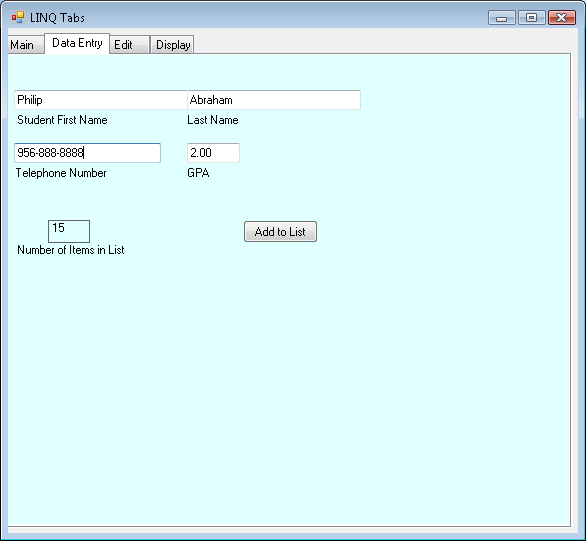 LINQ Tabs
Main Data Entry Edit Display
Philip Abraham
Student First Name Last Name
956-888-8888 2.00
Telephone Number GPA
15 Add to List
Number of Items in List